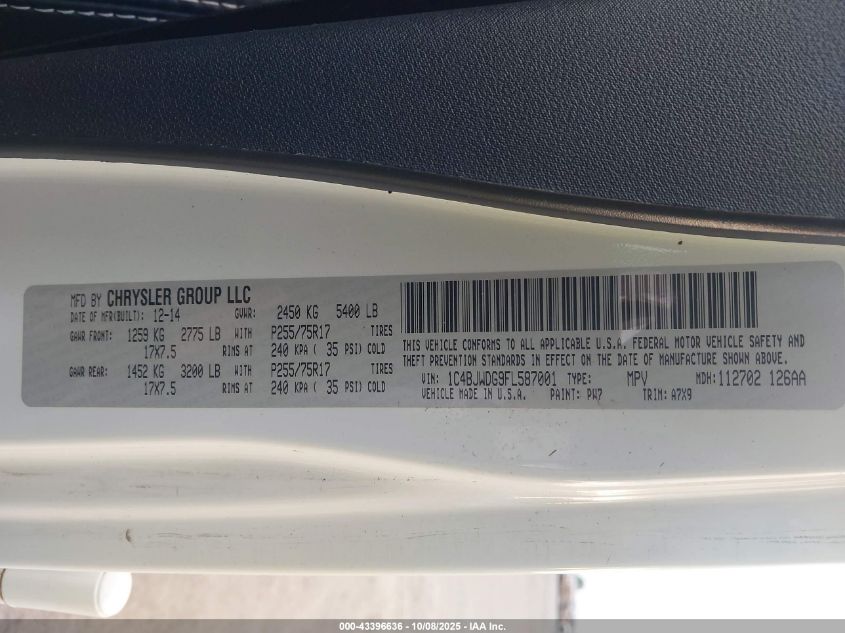 MFD BY CHRYSLER GROUP LLC
DATE OF MFR(BUILT): 12-14 GVWR: 2450 KG 5400 LB
GAWR FRONT: 1259 KG 2775 LB WITH P255/75R17 TIRES
17X7.5 RIMS AT 240 KPA ( 35 PSI) COLD
GAWR REAR: 1452 KG 3200 LB WITH P255/75R17 TIRES
17X7.5 RIMS AT 240 KPA ( 35 PSI) COLD
THIS VEHICLE CONFORMS TO ALL APPLICABLE U.S.A. FEDERAL MOTOR VEHICLE SAFETY AND
THEFT PREVENTION STANDARDS IN EFFECT ON THE DATE OF MANUFACTURE SHOWN ABOVE.
VIN: 1C4BJWDG9FL587001 TYPE: MPV MDH: 112702 126AA
VEHICLE MADE IN U.S.A. PAINT: PW7 TRIM: A7X9
000-43396636 - 10/08/2025 - IAA Inc.